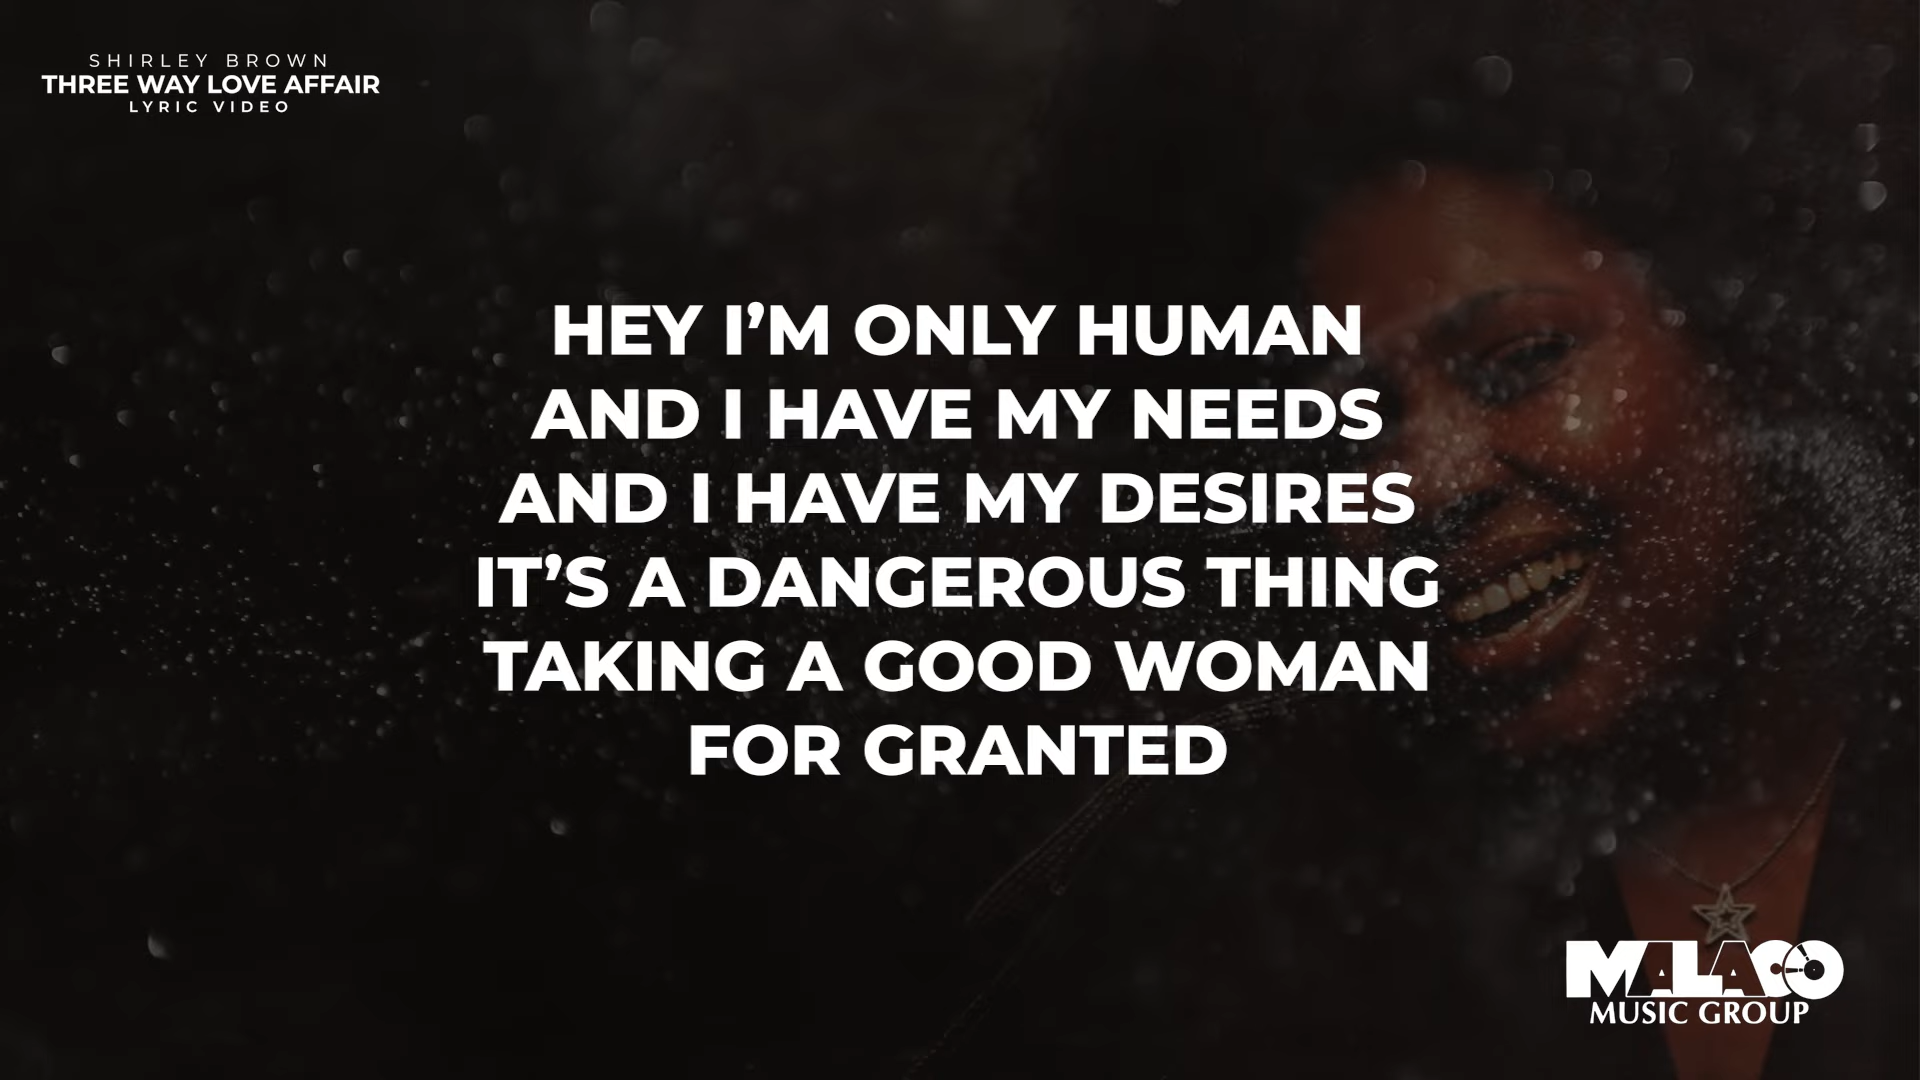 SHIRLEY BROWN
THREE WAY LOVE AFFAIR
LYRIC VIDEO
HEY I’M ONLY HUMAN
AND I HAVE MY NEEDS
AND I HAVE MY DESIRES
IT’S A DANGEROUS THING
TAKING A GOOD WOMAN
FOR GRANTED
MALACO
MUSIC GROUP